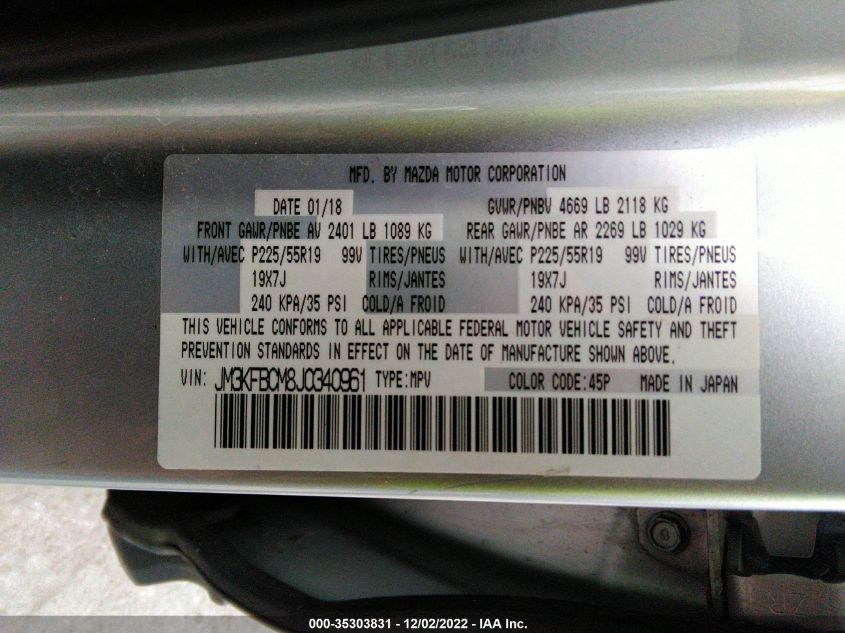 MFD. BY MAZDA MOTOR CORPORATION
DATE 01/18 GVWR/PNBV 4669 LB 2118 KG
FRONT GAWR/PNBE AV 2401 LB 1089 KG REAR GAWR/PNBE AR 2269 LB 1029 KG
WITH/AVEC P225/55R19 99V TIRES/PNEUS WITH/AVEC P225/55R19 99V TIRES/PNEUS
19X7J RIMS/JANTES 19X7J RIMS/JANTES
240 KPA/35 PSI COLD/A FROID 240 KPA/35 PSI COLD/A FROID
THIS VEHICLE CONFORMS TO ALL APPLICABLE FEDERAL MOTOR VEHICLE SAFETY AND THEFT
PREVENTION STANDARDS IN EFFECT ON THE DATE OF MANUFACTURE SHOWN ABOVE.
VIN: JM3KFBCM8J0340961 TYPE:MPV COLOR CODE:45P MADE IN JAPAN
000-35303831 - 12/02/2022 - IAA Inc.